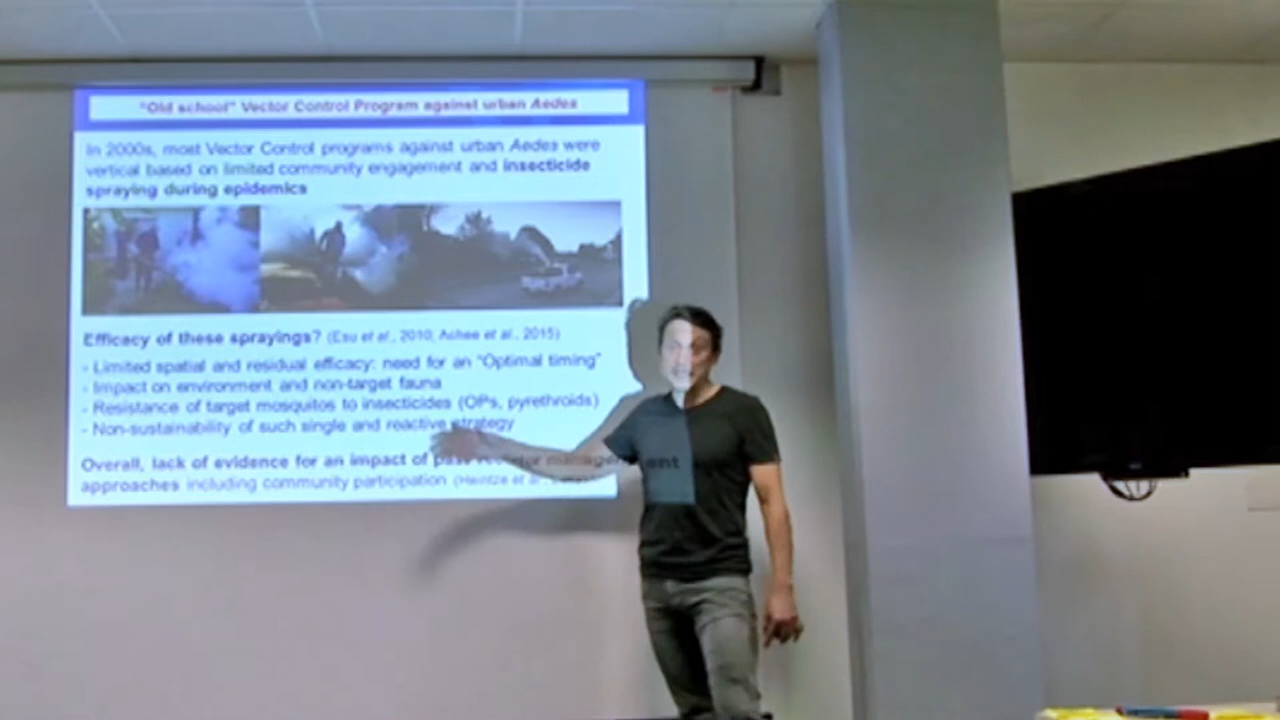 "Old school" Vector Control Program against urban Aedes
In 2000s, most Vector Control programs against urban Aedes were
vertical based on limited community engagement and insecticide
spraying during epidemics
Efficacy of these sprayings? (Esu et al., 2010; Achee et al., 2015)
- Limited spatial and residual efficacy: need for an "Optimal timing"
- Impact on environment and non-target fauna
- Resistance of target mosquitos to insecticides (OPs, pyrethroids)
- Non-sustainability of such single and reactive strategy
Overall, lack of evidence for an impact of
approaches including community participation (Heintze et al.